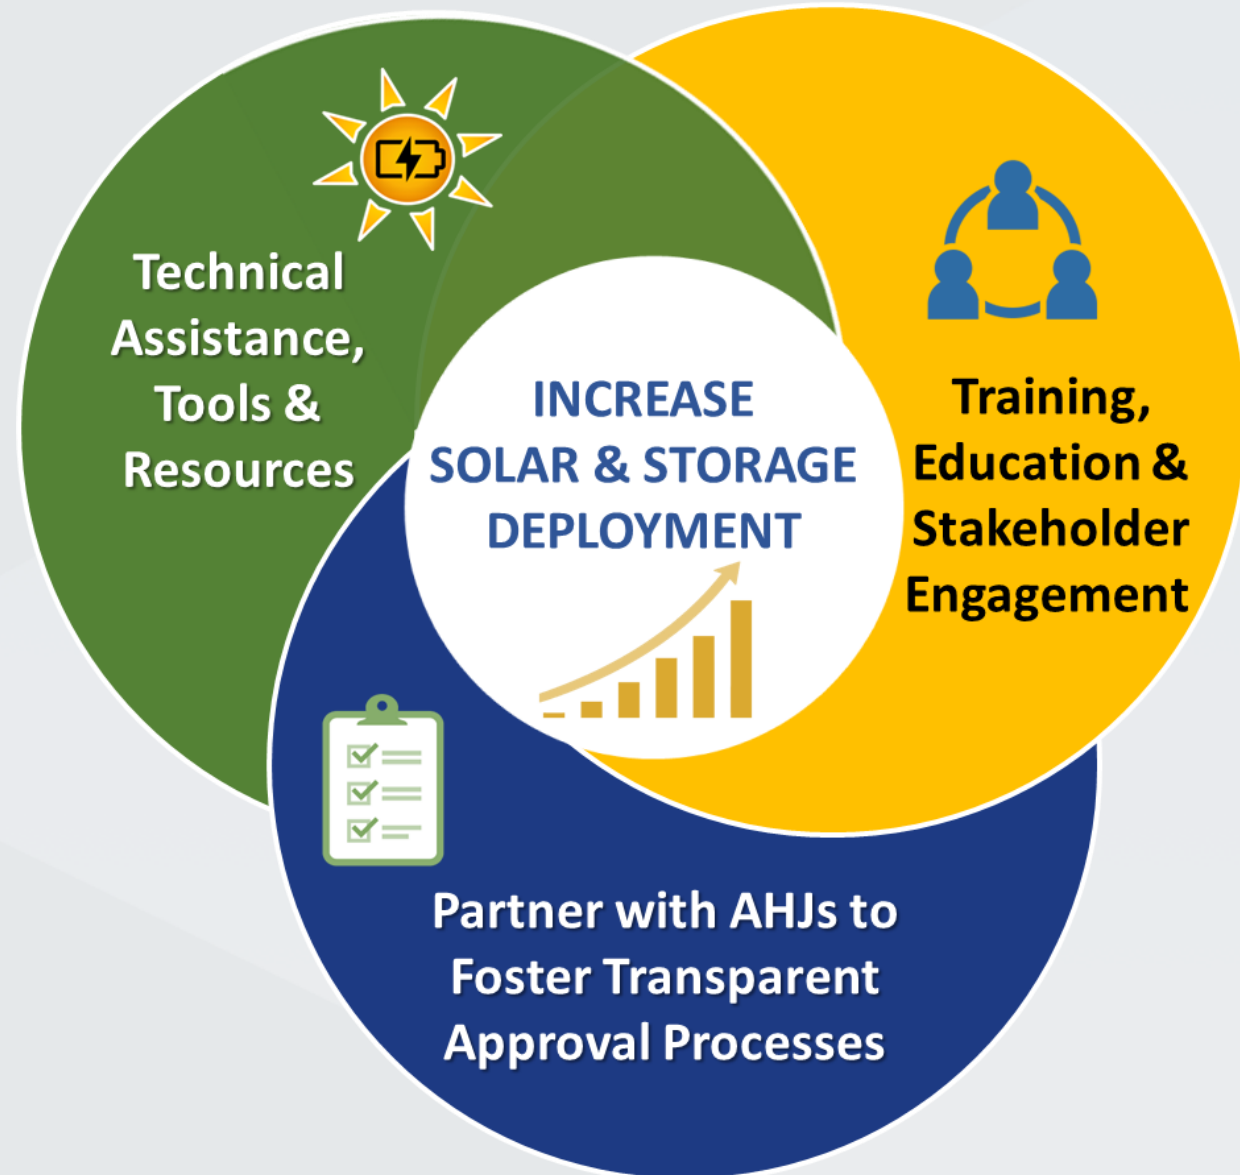 Technical
Assistance,
Tools &
Resources
INCREASE
SOLAR & STORAGE
DEPLOYMENT
Training,
Education &
Stakeholder
Engagement
Partner with AHJs to
Foster Transparent
Approval Processes